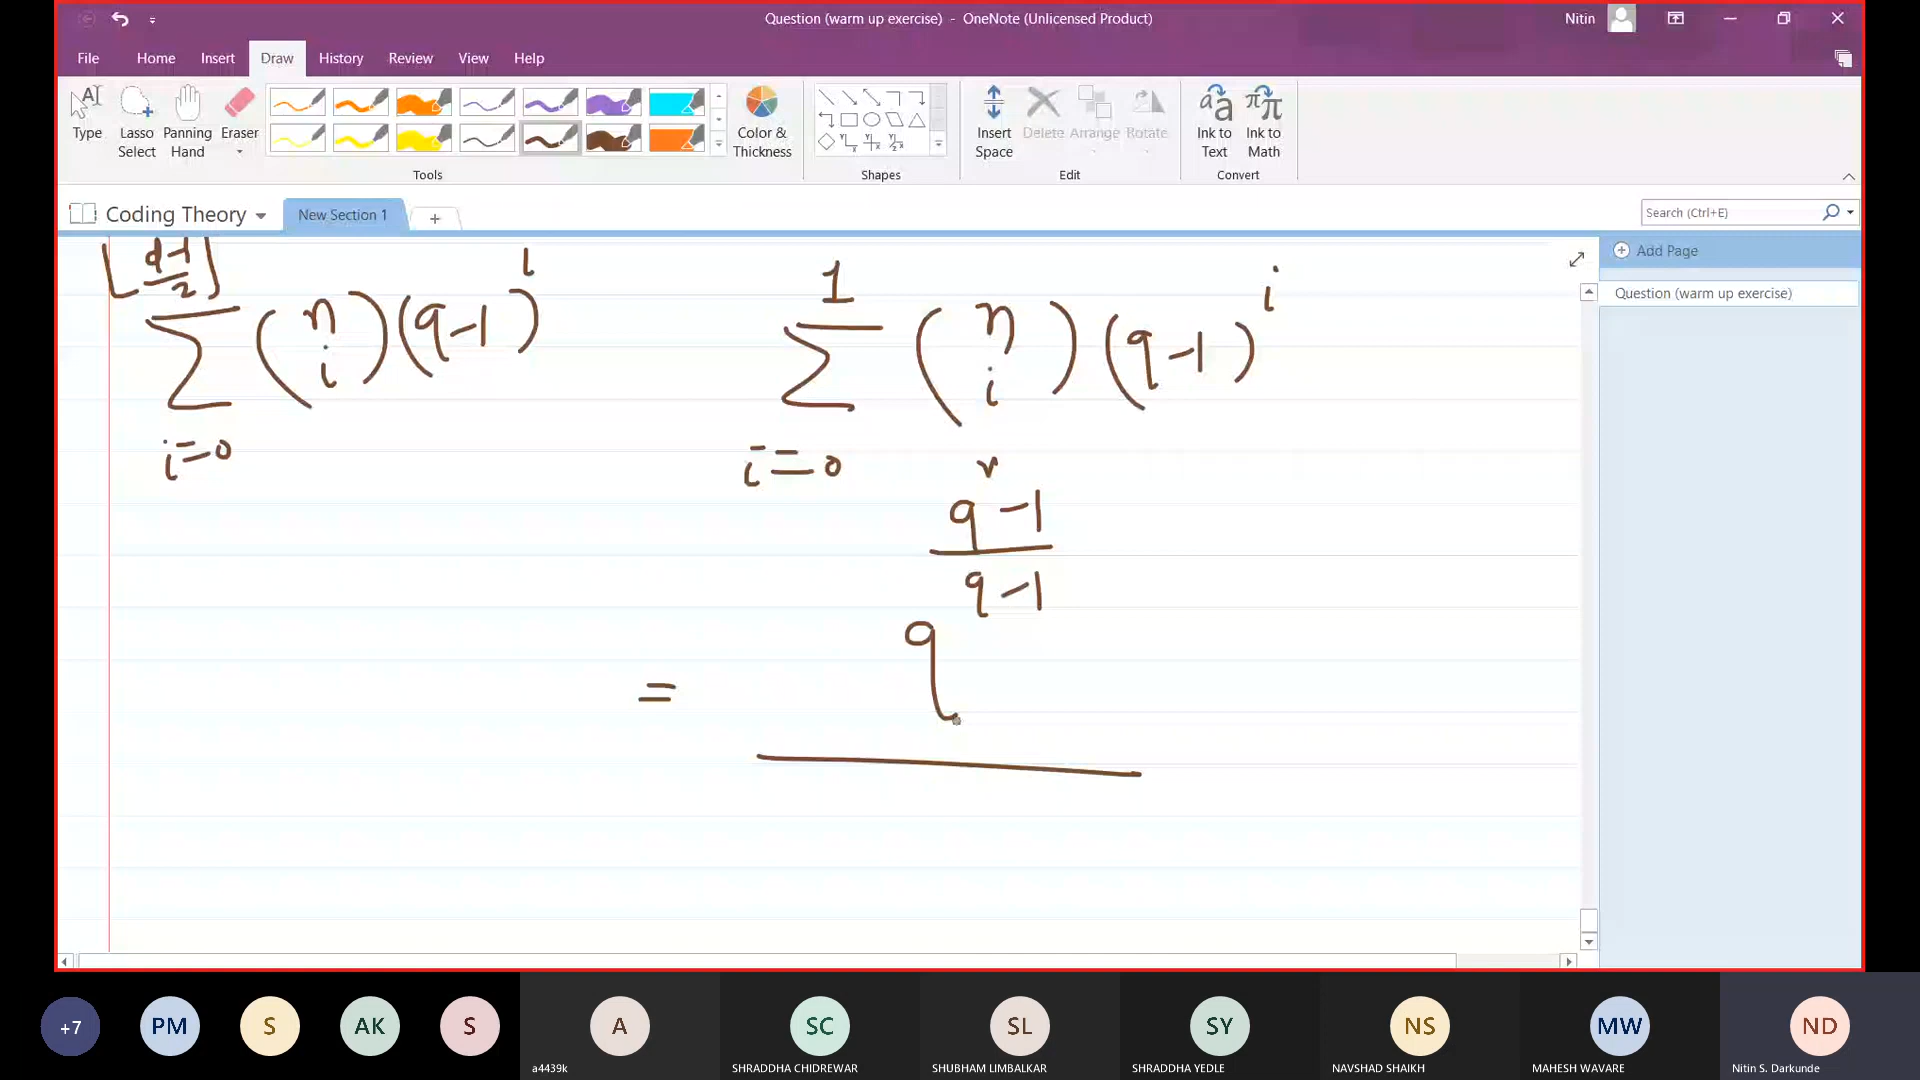 Question (warm up exercise) - OneNote (Unlicensed Product)
Nitin
File Home Insert Draw History Review View Help
Type
Lasso Select
Panning Hand
Eraser
Color & Thickness
Insert Space
Delete
Arrange
Rotate
Ink to Text
Ink to Math
Tools
Shapes
Edit
Convert
Coding Theory
New Section 1
+
Search (Ctrl+E)
Add Page
Question (warm up exercise)
⌊(d-1)/2⌋ i 1 i
∑ (n i)(q-1) ∑ (n i)(q-1)
i=0 i=0
r
q-1
q-1
= q
+7 PM S AK S A SC SL SY NS MW ND
a4439k SHRADDHA CHIDREWAR SHUBHAM LIMBALKAR SHRADDHA YEDLE NAVSHAD SHAIKH MAHESH WAVARE Nitin S. Darkunde